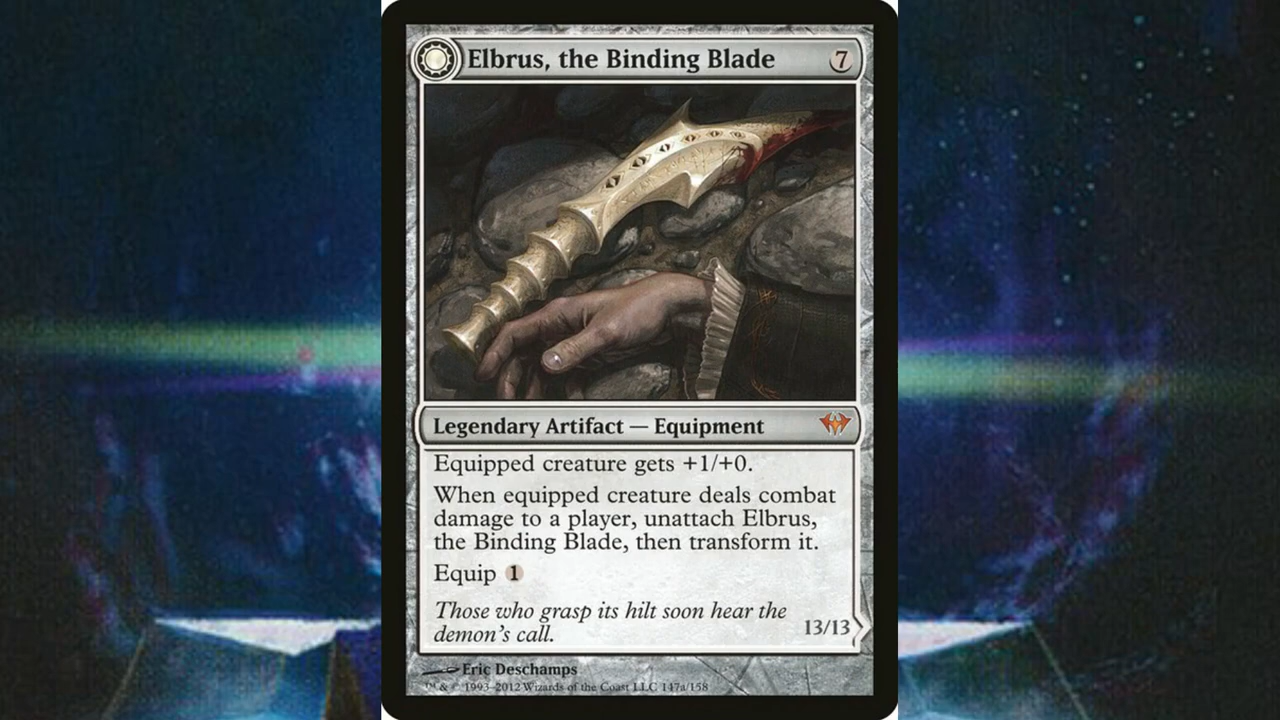 Elbrus, the Binding Blade 7
Legendary Artifact — Equipment
Equipped creature gets +1/+0.
When equipped creature deals combat
damage to a player, unattach Elbrus,
the Binding Blade, then transform it.
Equip 1
Those who grasp its hilt soon hear the
demon's call.
13/13
Eric Deschamps
™ & © 1993–2012 Wizards of the Coast LLC 147a/158